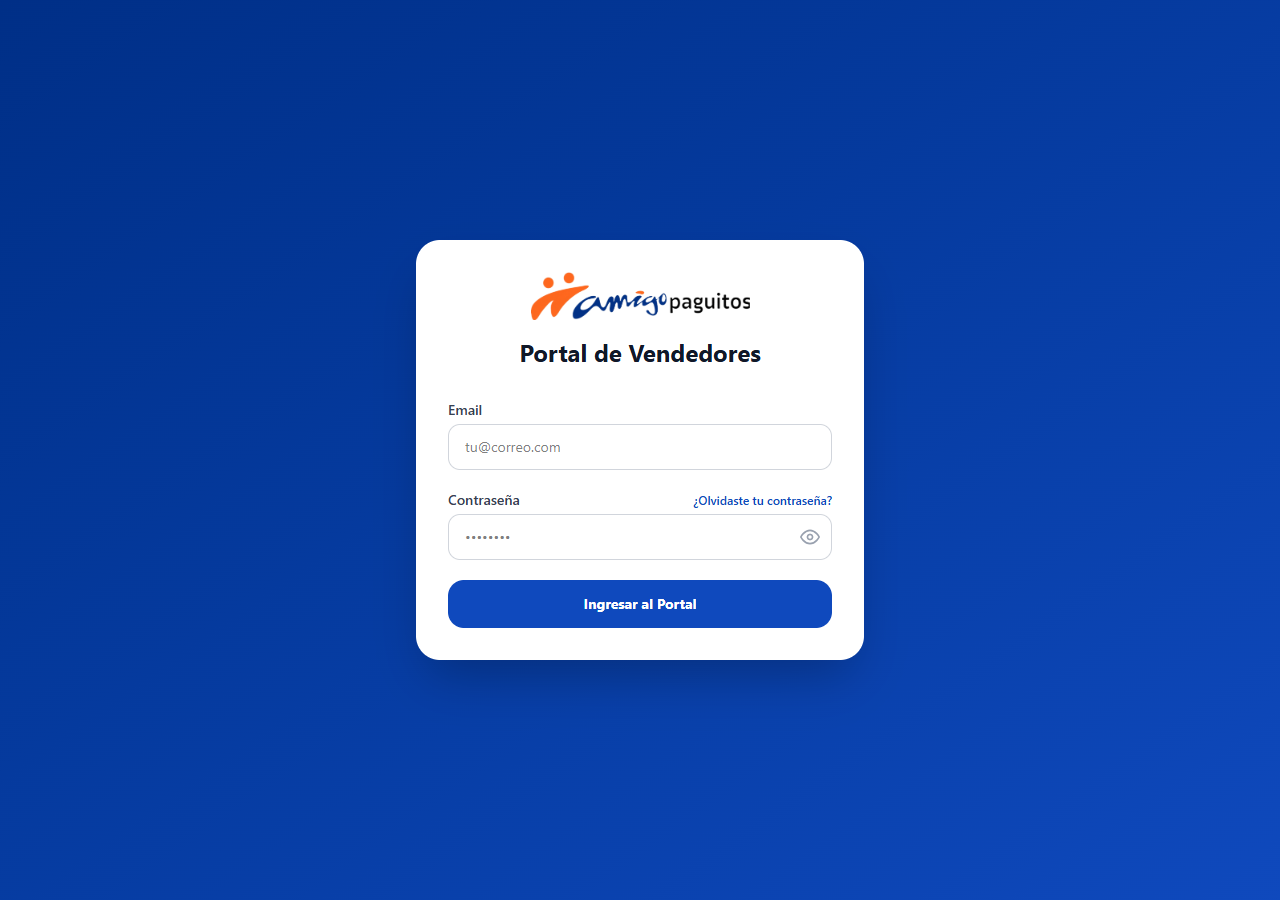 amigo paguitos
Portal de Vendedores
Email
tu@correo.com
Contraseña ¿Olvidaste tu contraseña?
••••••••
Ingresar al Portal